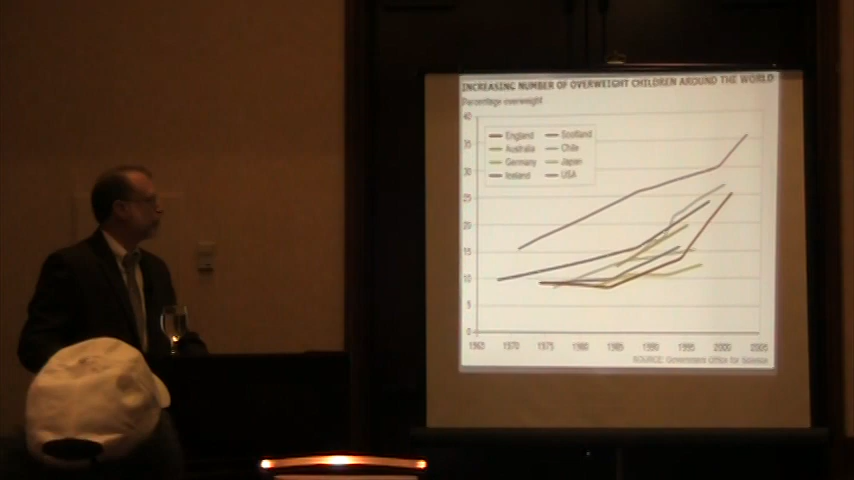 INCREASING NUMBER OF OVERWEIGHT CHILDREN AROUND THE WORLD
Percentage overweight
40
35
30
25
20
15
10
5
0
England Scotland
Australia Chile
Germany Japan
Iceland USA
1965 1970 1975 1980 1985 1990 1995 2000 2005
SOURCE: Government Office for Science